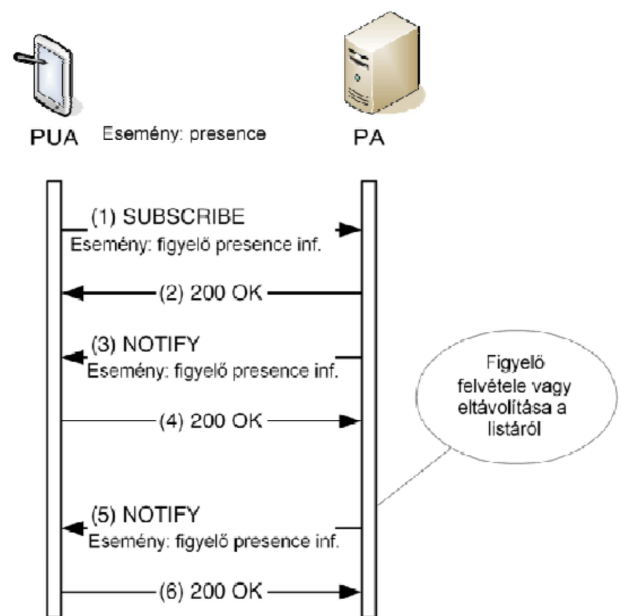 PUA
Esemény: presence
PA
(1) SUBSCRIBE
Esemény: figyelő presence inf.
(2) 200 OK
(3) NOTIFY
Esemény: figyelő presence inf.
(4) 200 OK
Figyelő
felvétele vagy
eltávolítása a
listáról
(5) NOTIFY
Esemény: figyelő presence inf.
(6) 200 OK